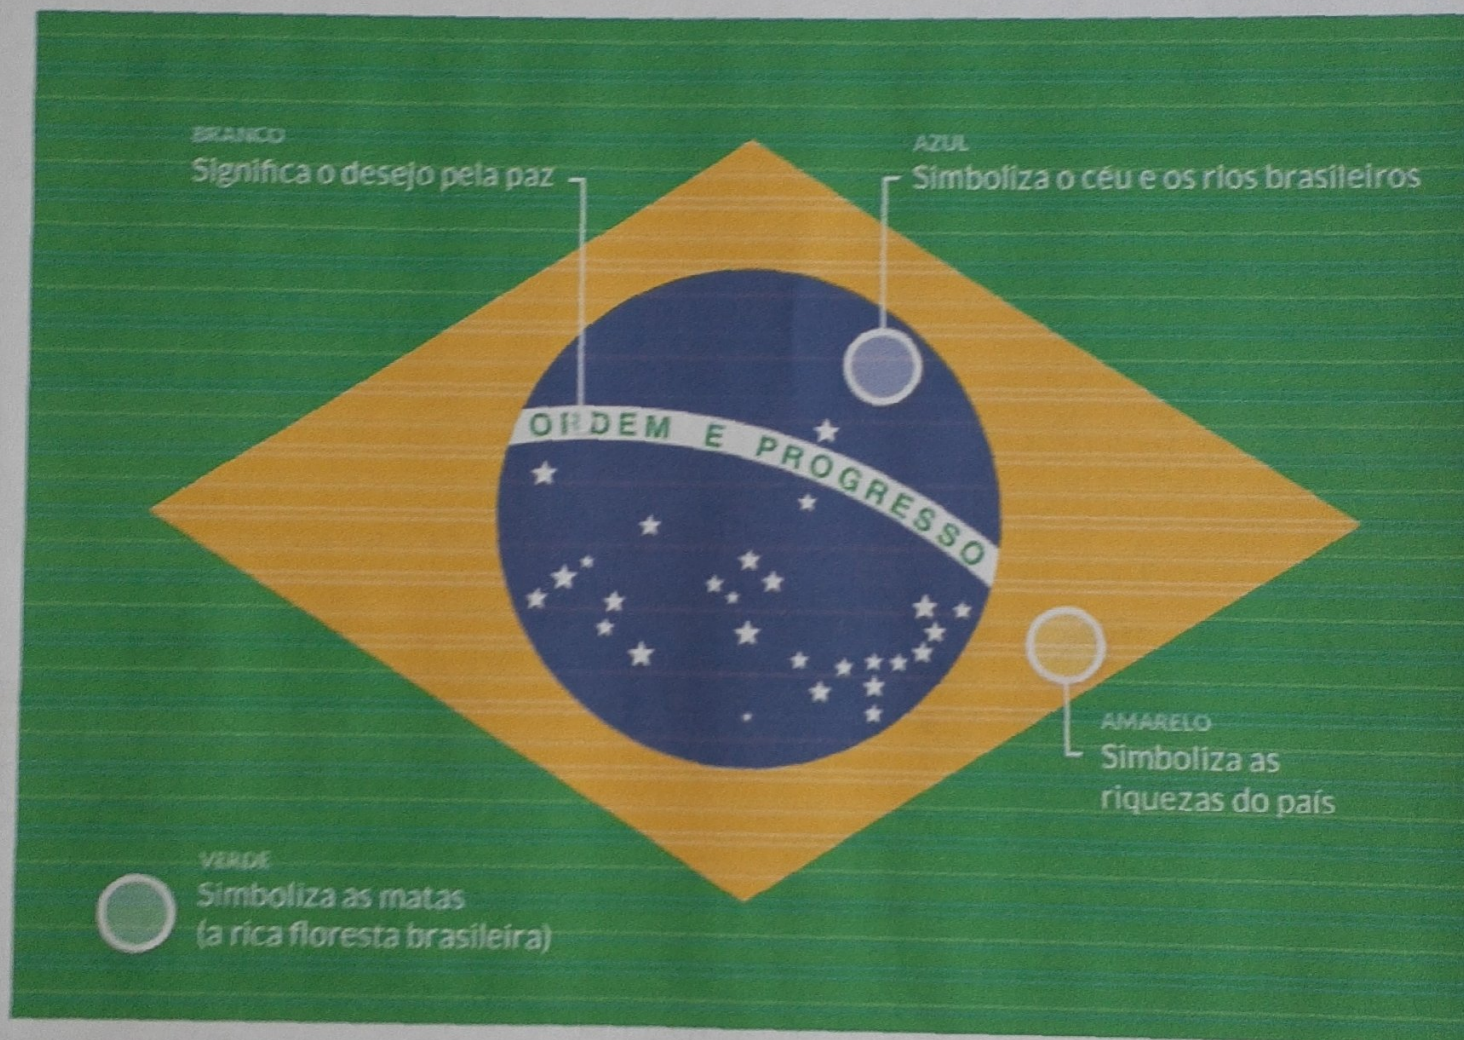 BRANCO
Significa o desejo pela paz
AZUL
Simboliza o céu e os rios brasileiros
ORDEM E PROGRESSO
AMARELO
Simboliza as
riquezas do país
VERDE
Simboliza as matas
(a rica floresta brasileira)